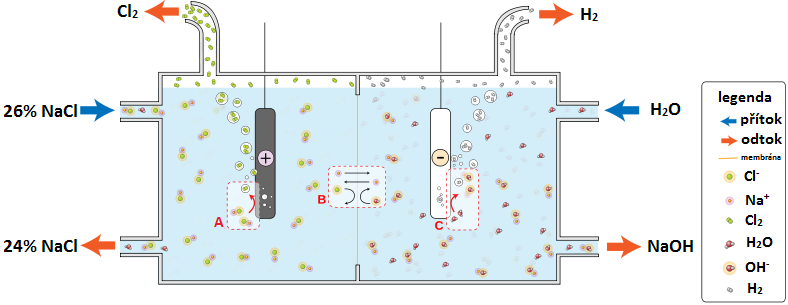 Cl₂
H₂
26% NaCl
H₂O
24% NaCl
NaOH
+
−
A
B
C
legenda
přítok
odtok
membrána
Cl⁻
Na⁺
Cl₂
H₂O
OH⁻
H₂